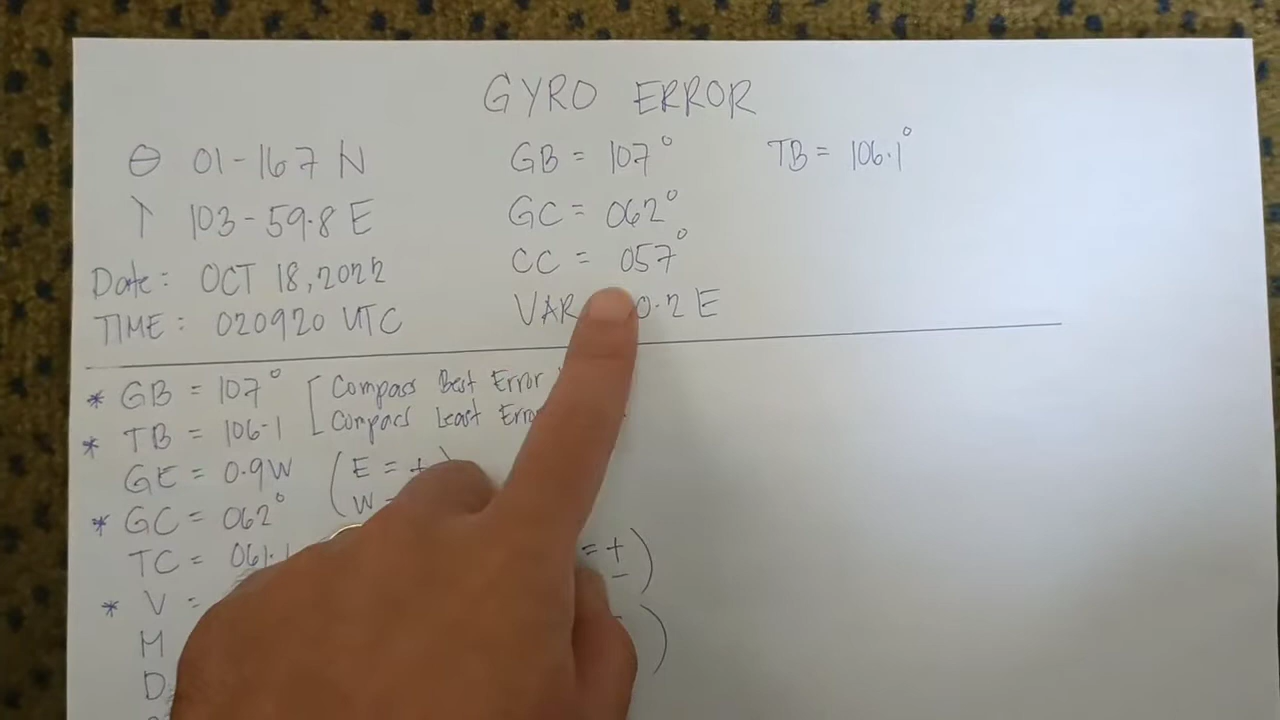 GYRO ERROR
θ 01-16.7 N
λ 103-59.8 E
Date: OCT 18, 2022
TIME: 020920 UTC
GB = 107°
GC = 062°
CC = 057°
VAR 0.2 E
TB = 106.1°
* GB = 107° [ Compass Best Error
* TB = 106.1 [ Compass Least
GE = 0.9W (E = +)
(W -
* GC = 062°
TC = 061.1
= +)
-
* V =
M
D